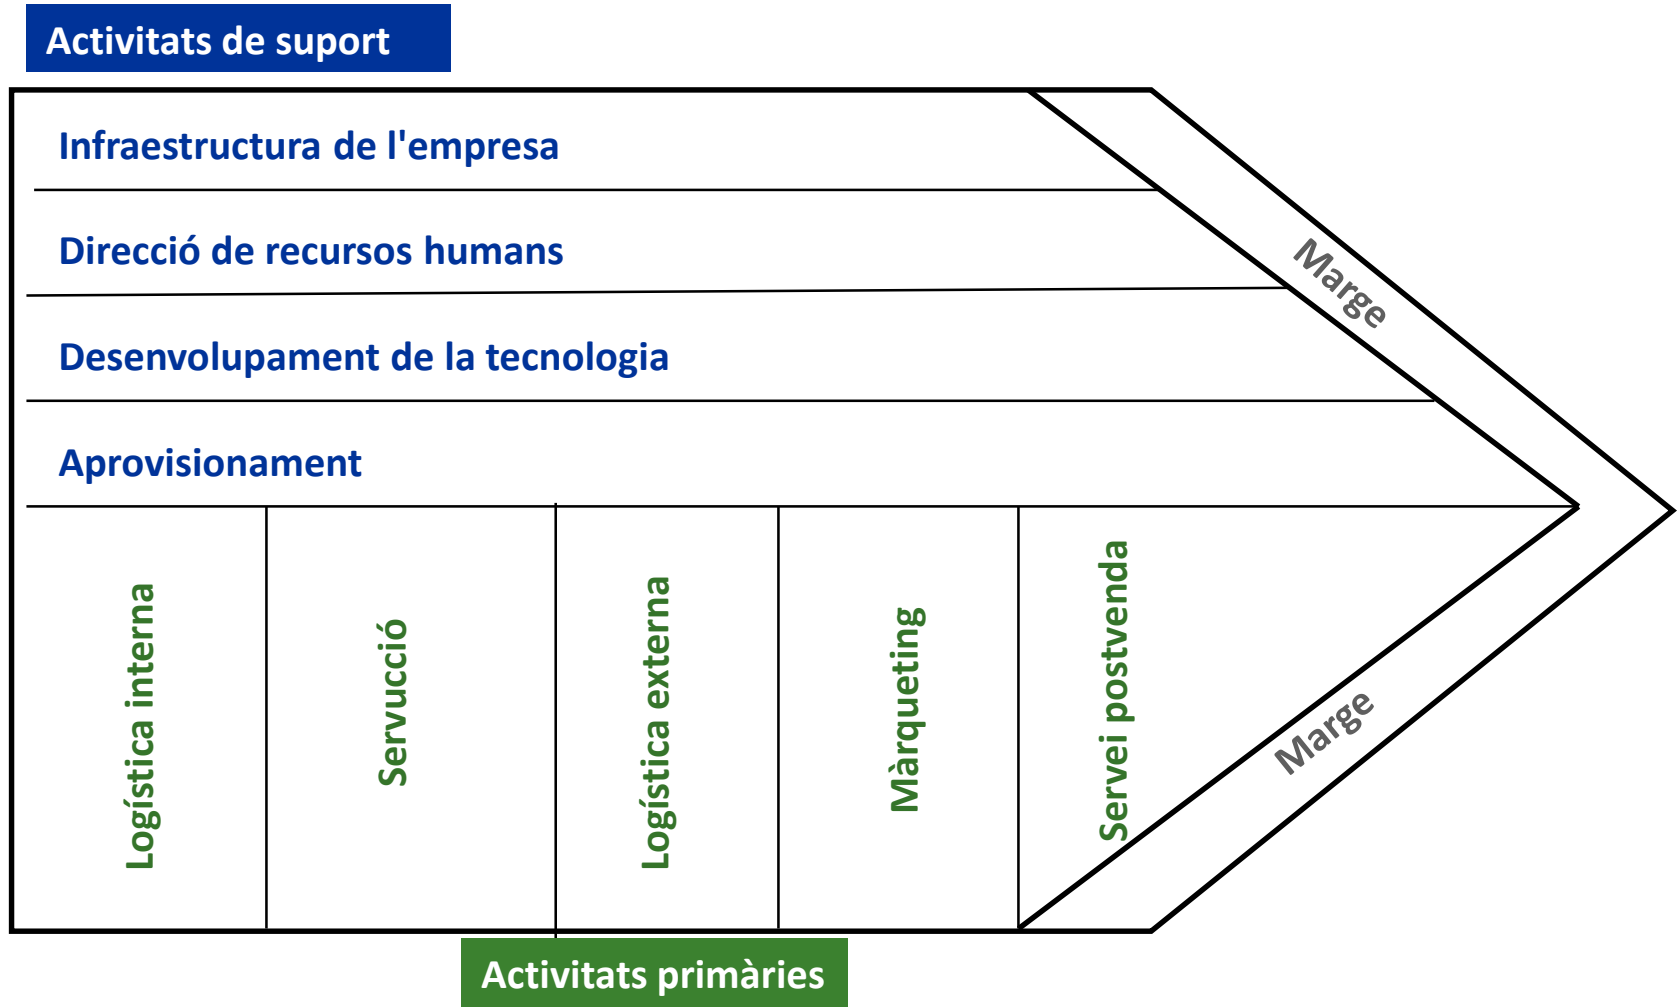 Activitats de suport
Infraestructura de l'empresa
Direcció de recursos humans
Desenvolupament de la tecnologia
Aprovisionament
Marge
Logística interna
Servucció
Logística externa
Màrqueting
Servei postvenda
Marge
Activitats primàries